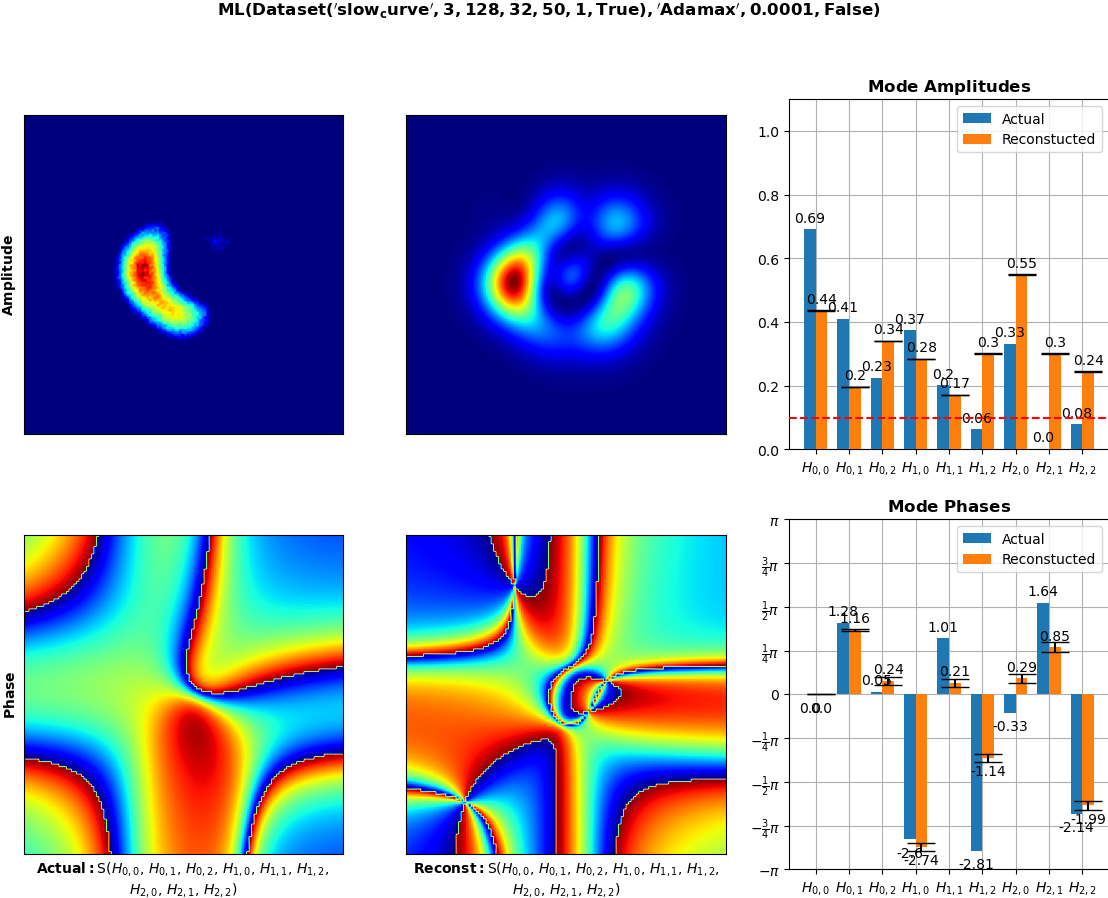 ML(Dataset('slow_curve', 3, 128, 32, 50, 1, True), 'Adamax', 0.0001, False)
Amplitude
Mode Amplitudes
Actual
Reconstucted
1.0
0.8
0.6
0.4
0.2
0.0
0.69
0.44
0.41
0.2
0.23
0.34
0.37
0.28
0.2
0.17
0.06
0.3
0.33
0.55
0.0
0.3
0.08
0.24
H0,0 H0,1 H0,2 H1,0 H1,1 H1,2 H2,0 H2,1 H2,2
Phase
Mode Phases
Actual
Reconstucted
π
3/4π
1/2π
1/4π
0
−1/4π
−1/2π
−3/4π
−π
0.0
0.0
1.28
1.16
0.05
0.24
-2.6
-2.74
1.01
0.21
-2.81
-1.14
-0.33
0.29
1.64
0.85
-2.14
-1.99
H0,0 H0,1 H0,2 H1,0 H1,1 H1,2 H2,0 H2,1 H2,2
Actual: S(H0,0, H0,1, H0,2, H1,0, H1,1, H1,2,
H2,0, H2,1, H2,2)
Reconst: S(H0,0, H0,1, H0,2, H1,0, H1,1, H1,2,
H2,0, H2,1, H2,2)